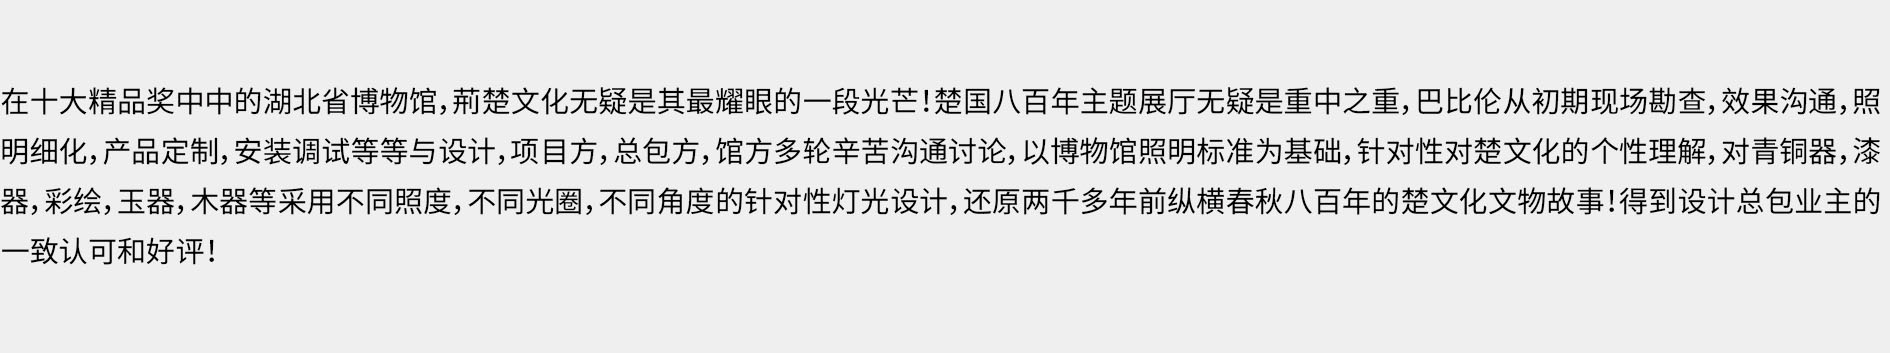 在十大精品奖中中的湖北省博物馆，荊楚文化无疑是其最耀眼的一段光芒！楚国八百年主题展厅无疑是重中之重，巴比伦从初期现场勘查，效果沟通，照
明细化，产品定制，安装调试等等与设计，项目方，总包方，馆方多轮辛苦沟通讨论，以博物馆照明标准为基础，针对性对楚文化的个性理解，对青铜器，漆
器，彩绘，玉器，木器等采用不同照度，不同光圈，不同角度的针对性灯光设计，还原两千多年前纵横春秋八百年的楚文化文物故事！得到设计总包业主的
一致认可和好评！